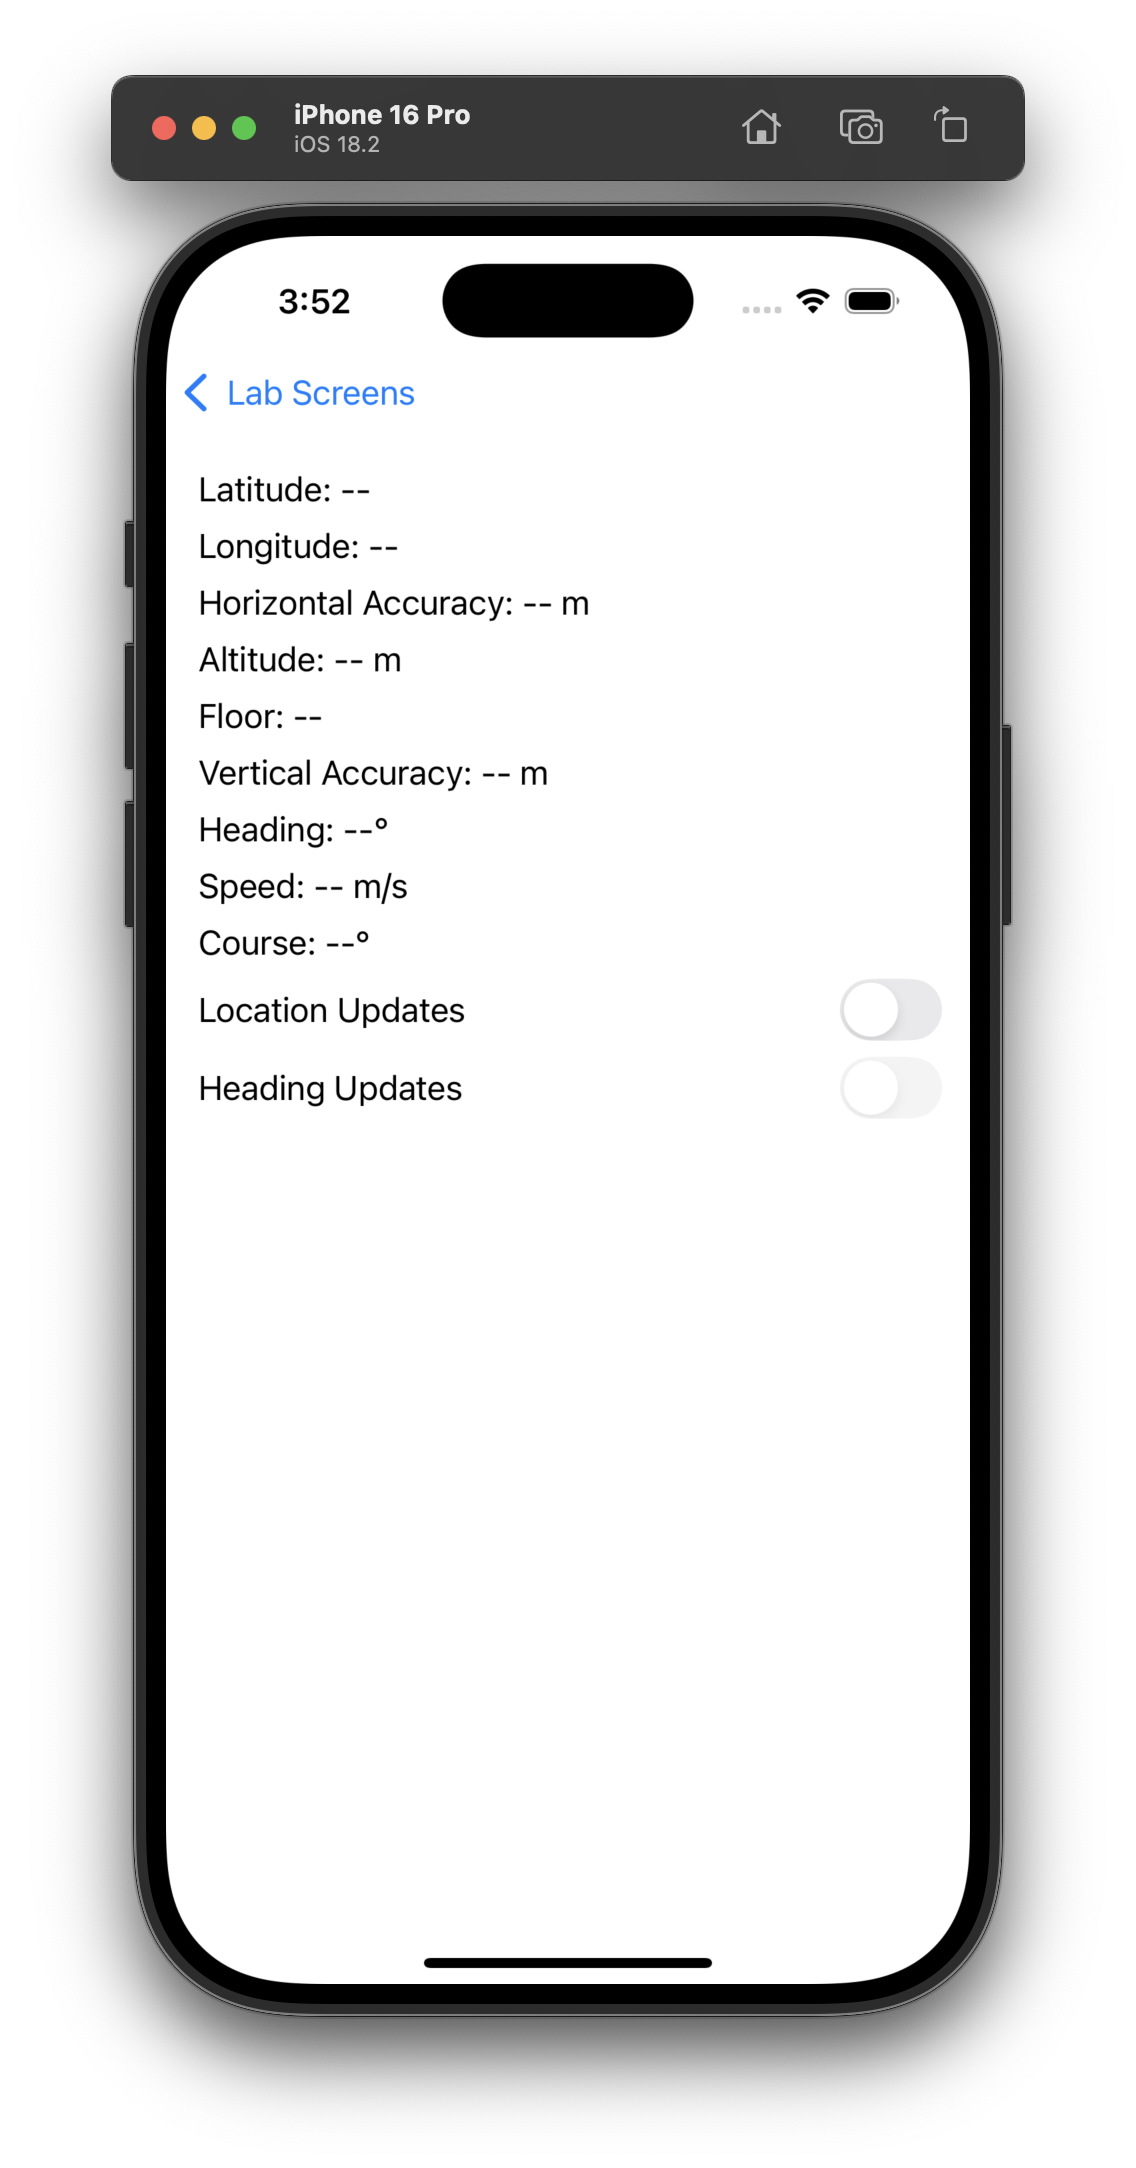 iPhone 16 Pro
iOS 18.2
3:52
Lab Screens
Latitude: --
Longitude: --
Horizontal Accuracy: -- m
Altitude: -- m
Floor: --
Vertical Accuracy: -- m
Heading: --°
Speed: -- m/s
Course: --°
Location Updates
Heading Updates